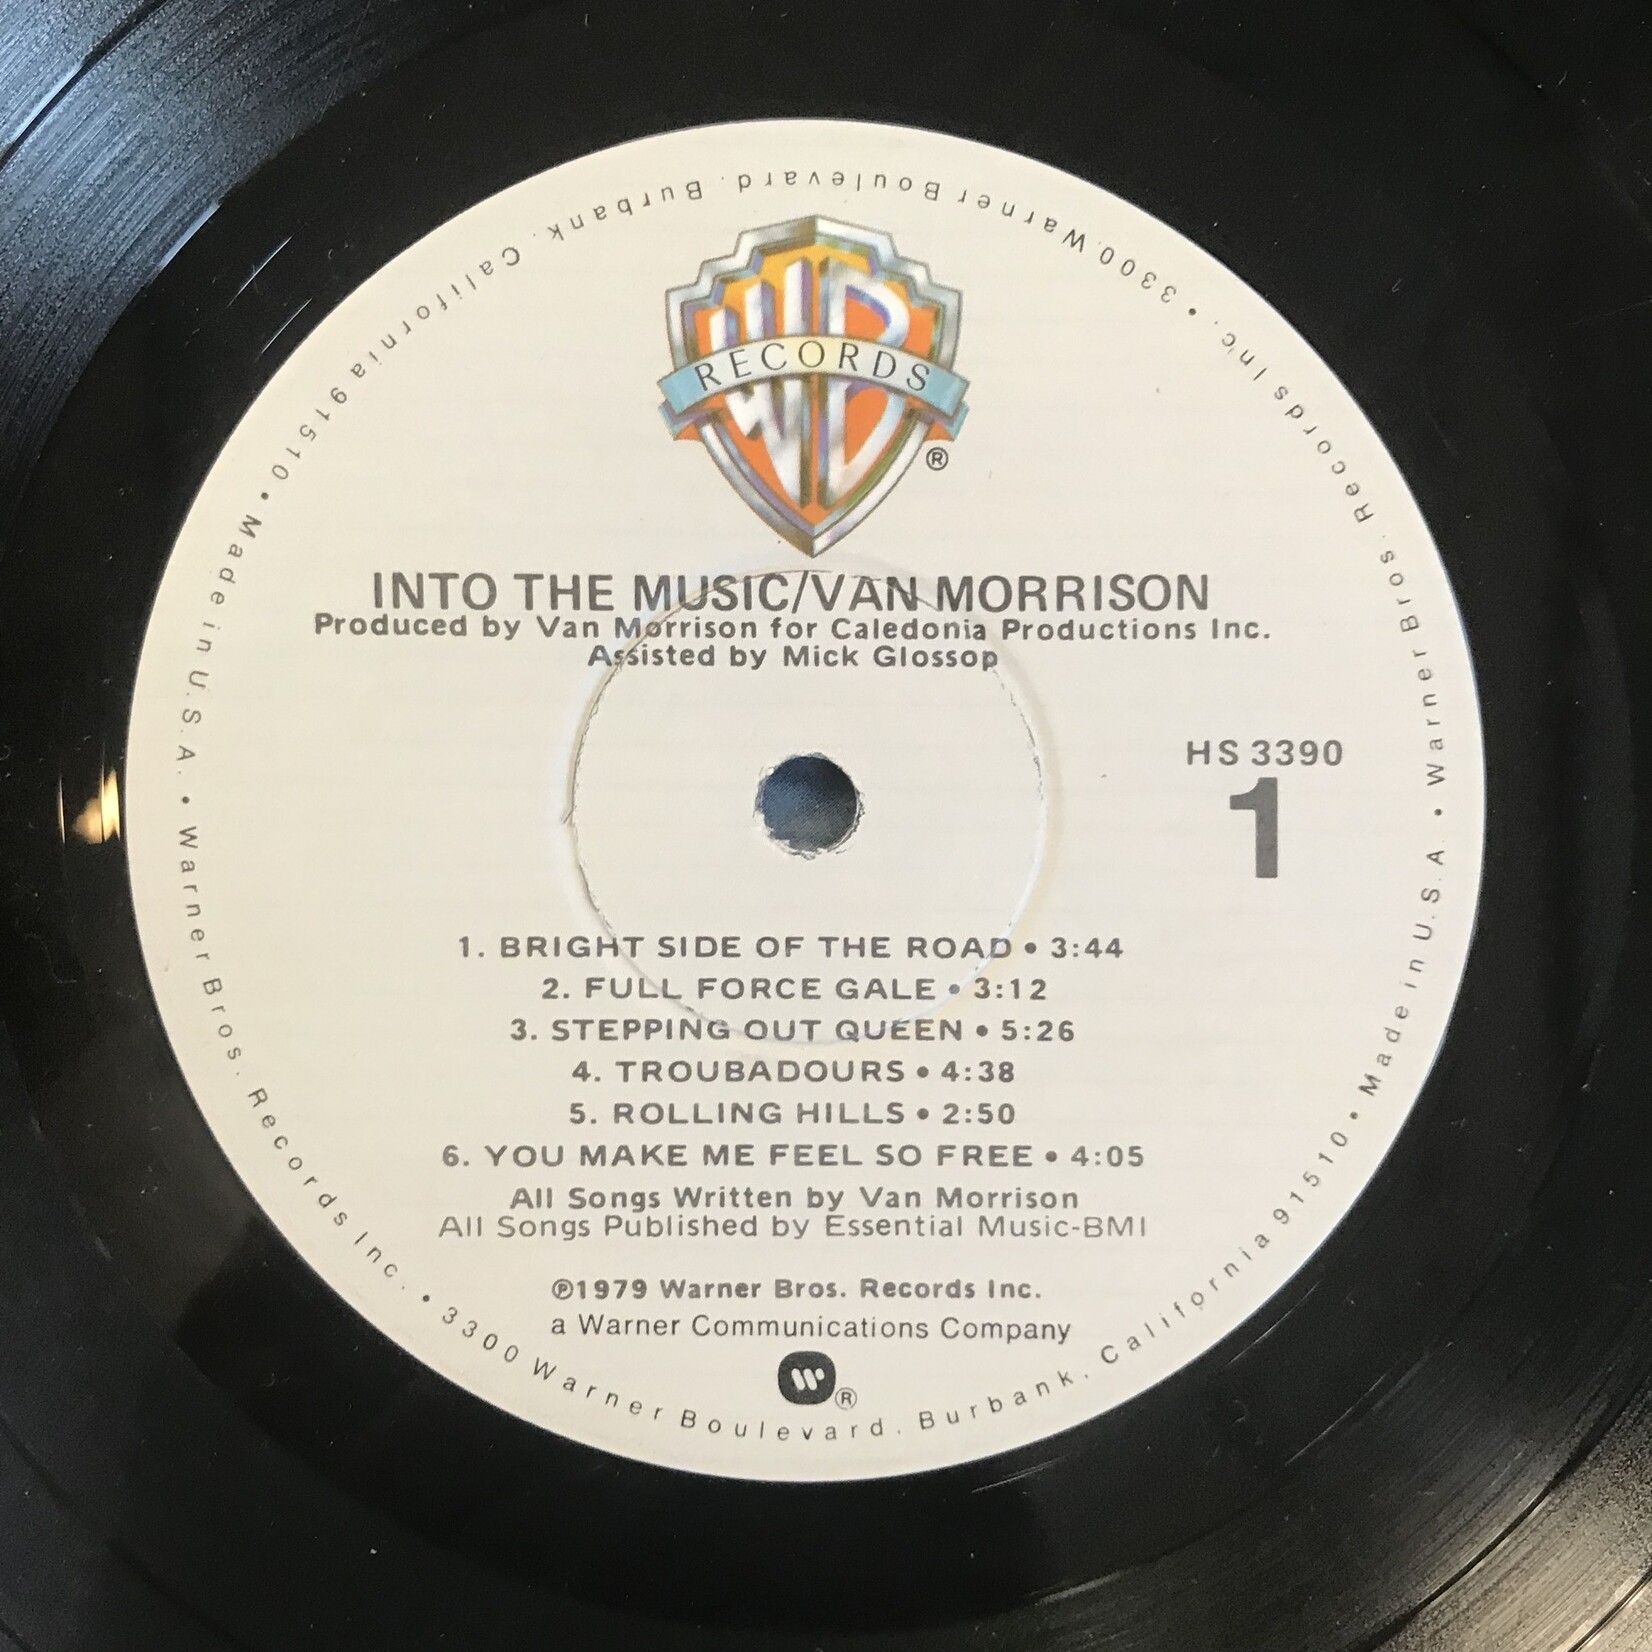 WB
RECORDS
®
INTO THE MUSIC/VAN MORRISON
Produced by Van Morrison for Caledonia Productions Inc.
Assisted by Mick Glossop
HS 3390
1
1. BRIGHT SIDE OF THE ROAD • 3:44
2. FULL FORCE GALE • 3:12
3. STEPPING OUT QUEEN • 5:26
4. TROUBADOURS • 4:38
5. ROLLING HILLS • 2:50
6. YOU MAKE ME FEEL SO FREE • 4:05
All Songs Written by Van Morrison
All Songs Published by Essential Music-BMI
℗1979 Warner Bros. Records Inc.
a Warner Communications Company
®
Warner Bros. Records Inc. • 3300 Warner Boulevard. Burbank. California 91510 • Made in U.S.A. • Warner Bros. Records Inc. • 3300 Warner Boulevard. Burbank. California 91510 • Made in U.S.A. •